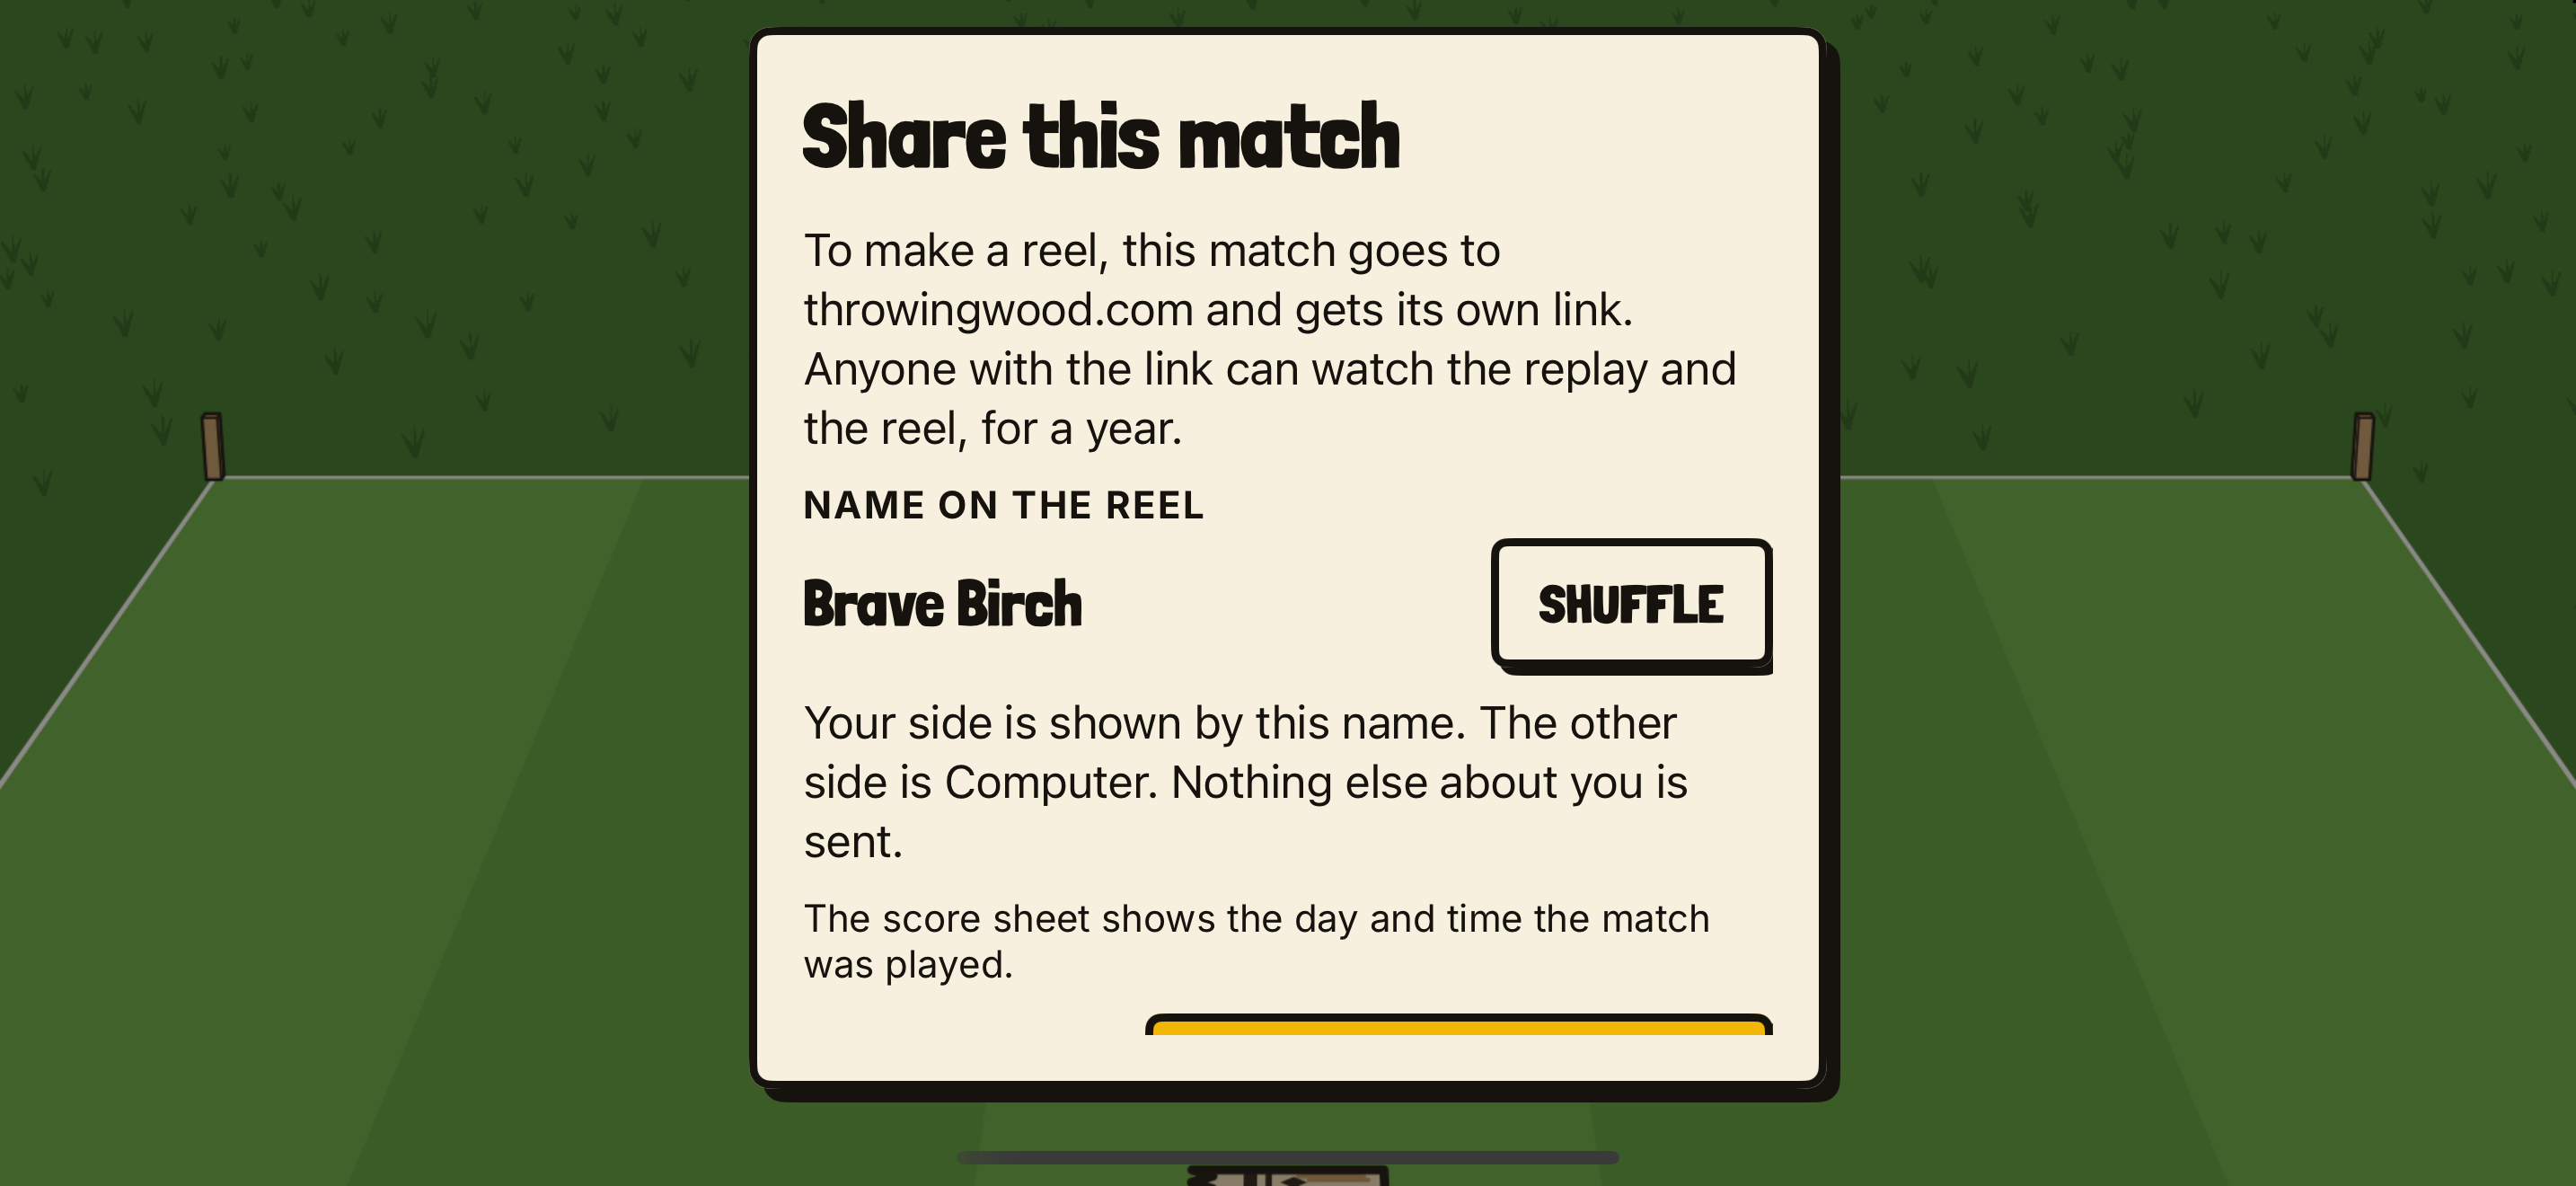 Share this match
To make a reel, this match goes to
throwingwood.com and gets its own link.
Anyone with the link can watch the replay and
the reel, for a year.
NAME ON THE REEL
Brave Birch
SHUFFLE
Your side is shown by this name. The other
side is Computer. Nothing else about you is
sent.
The score sheet shows the day and time the match
was played.